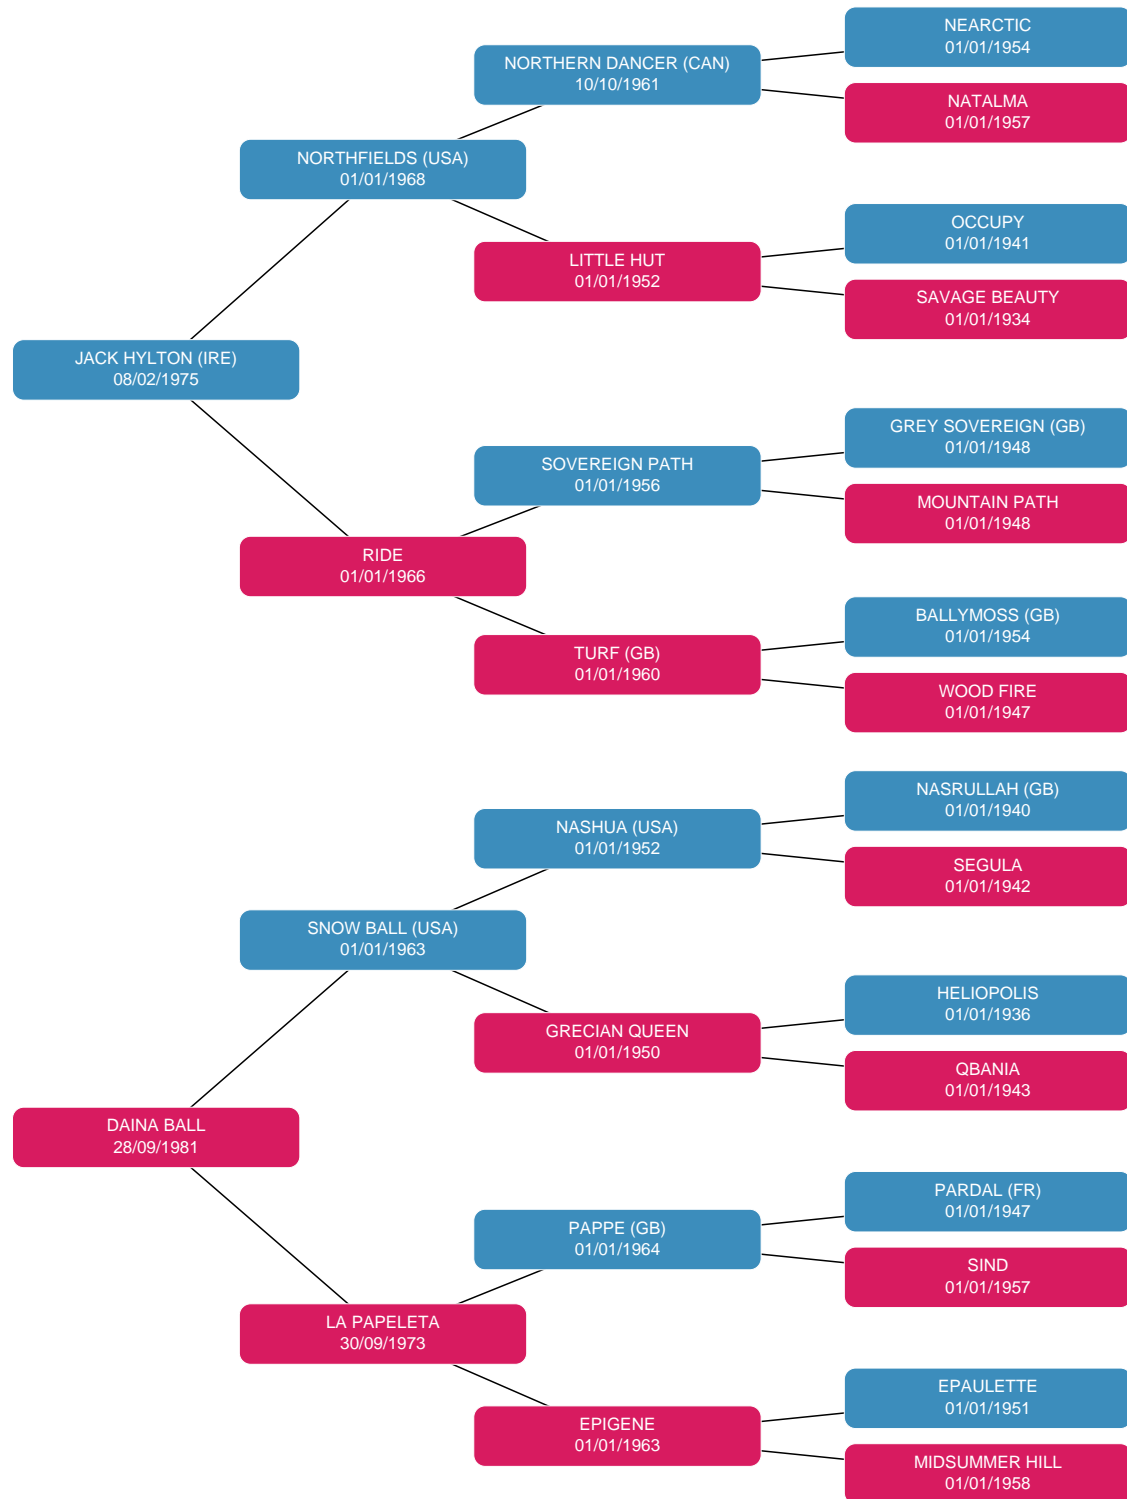 NEARCTIC
01/01/1954
NORTHERN DANCER (CAN)
10/10/1961
NATALMA
01/01/1957
NORTHFIELDS (USA)
01/01/1968
OCCUPY
01/01/1941
LITTLE HUT
01/01/1952
SAVAGE BEAUTY
01/01/1934
JACK HYLTON (IRE)
08/02/1975
GREY SOVEREIGN (GB)
01/01/1948
SOVEREIGN PATH
01/01/1956
MOUNTAIN PATH
01/01/1948
RIDE
01/01/1966
BALLYMOSS (GB)
01/01/1954
TURF (GB)
01/01/1960
WOOD FIRE
01/01/1947
NASRULLAH (GB)
01/01/1940
NASHUA (USA)
01/01/1952
SEGULA
01/01/1942
SNOW BALL (USA)
01/01/1963
HELIOPOLIS
01/01/1936
GRECIAN QUEEN
01/01/1950
QBANIA
01/01/1943
DAINA BALL
28/09/1981
PARDAL (FR)
01/01/1947
PAPPE (GB)
01/01/1964
SIND
01/01/1957
LA PAPELETA
30/09/1973
EPAULETTE
01/01/1951
EPIGENE
01/01/1963
MIDSUMMER HILL
01/01/1958